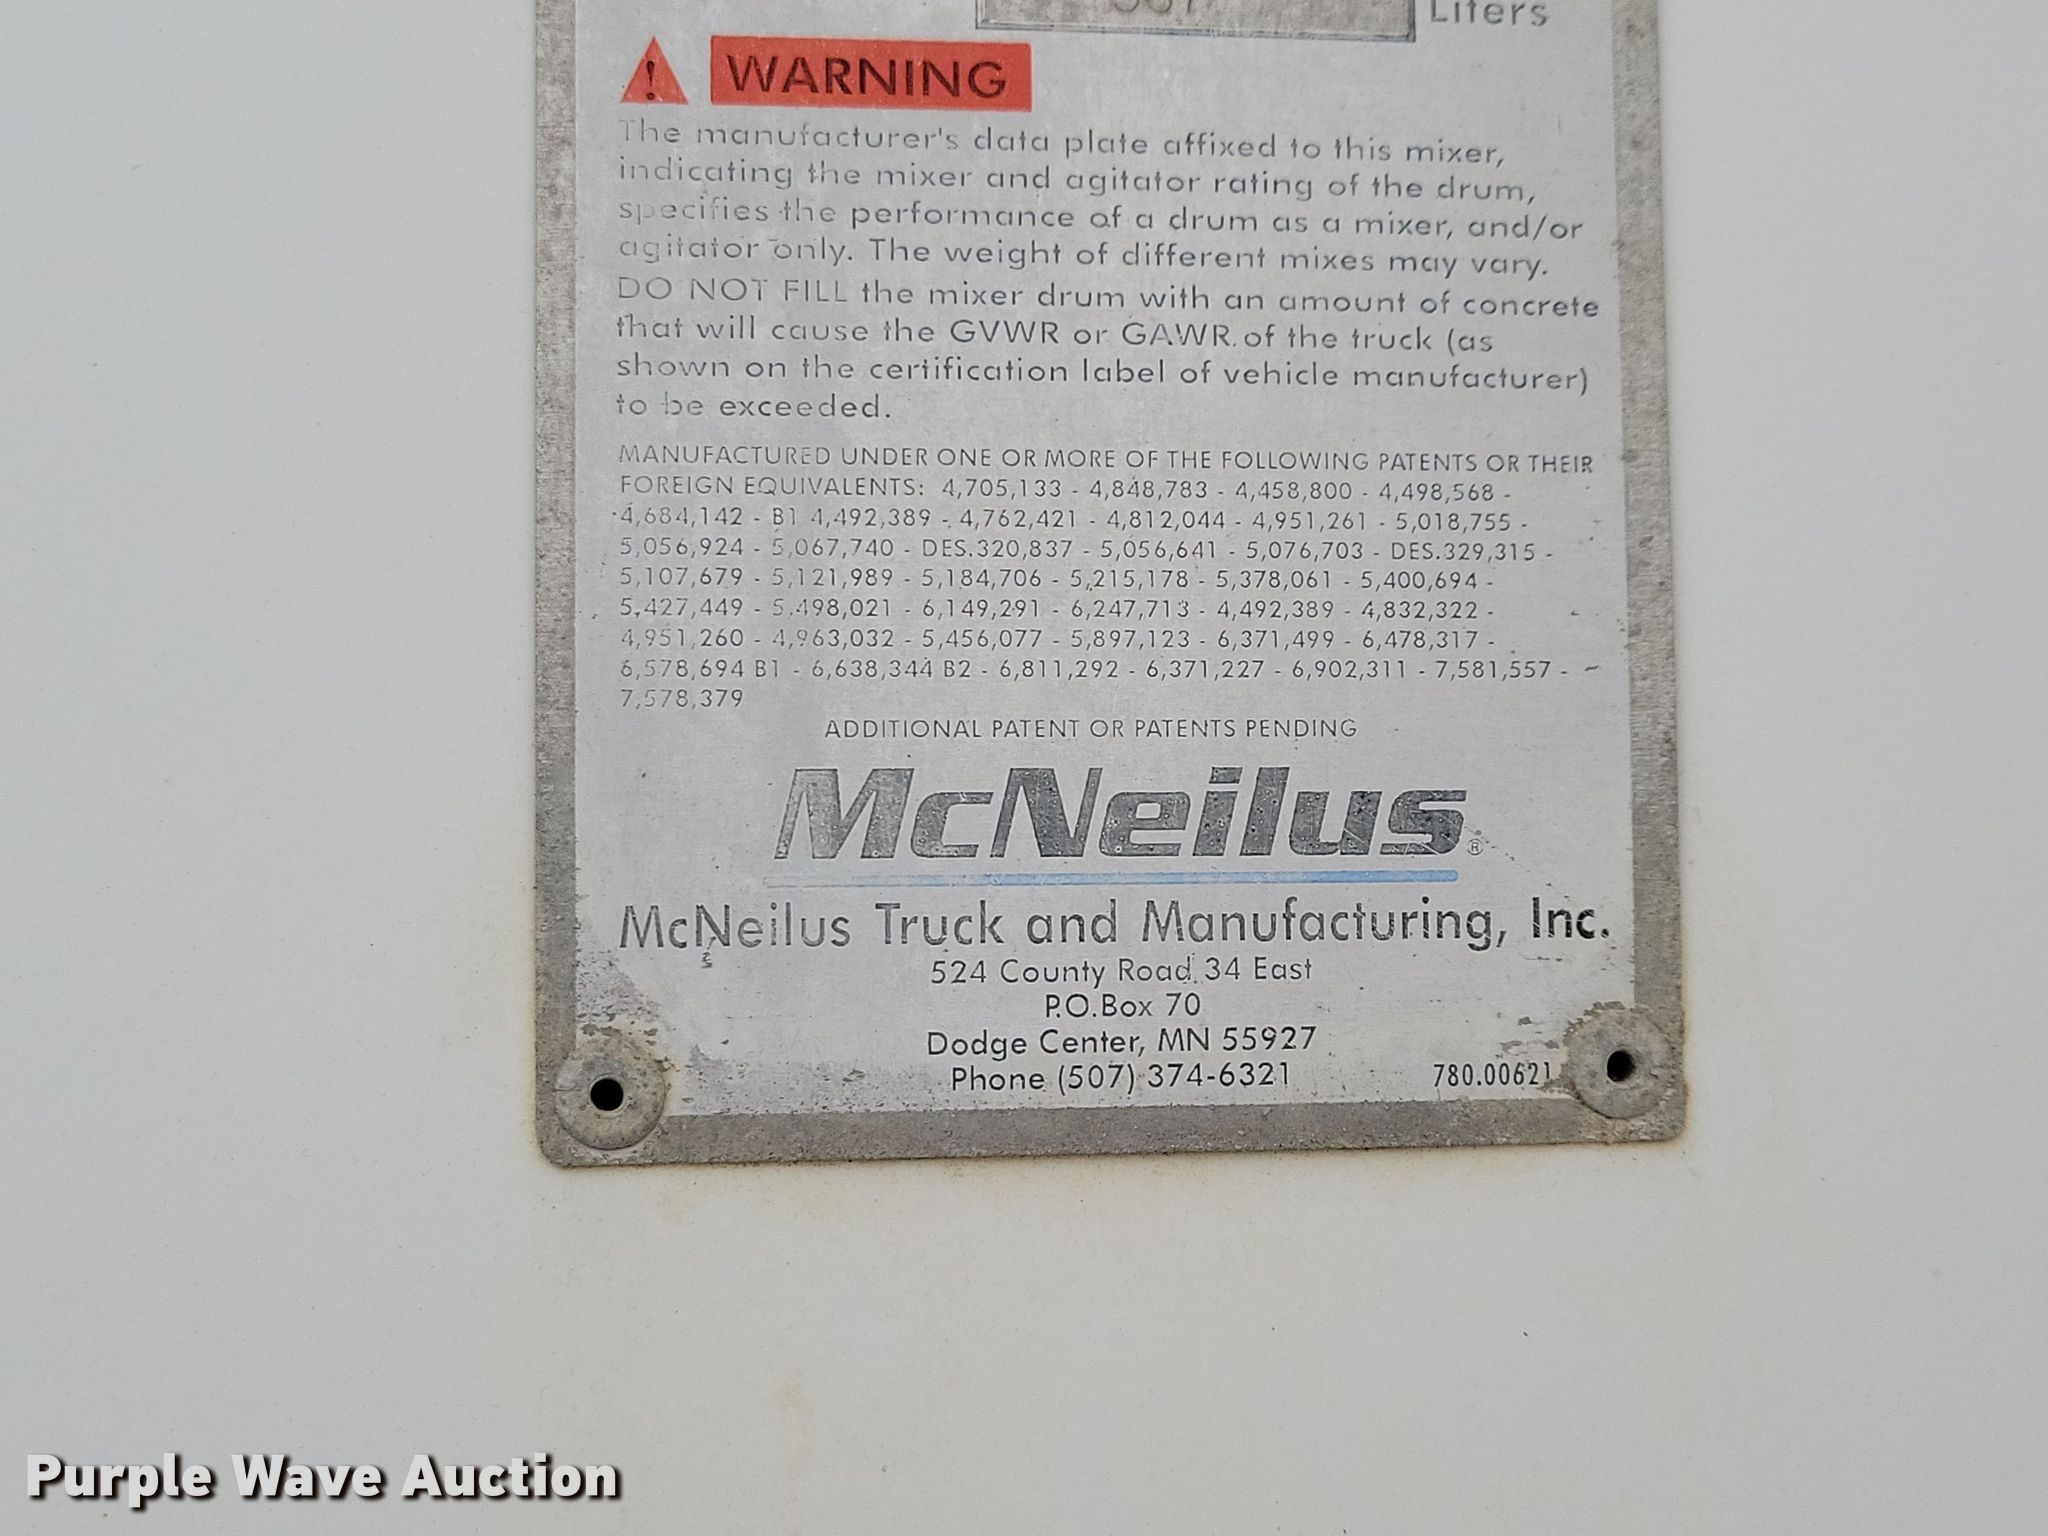 Liters
WARNING
The manufacturer's data plate affixed to this mixer,
indicating the mixer and agitator rating of the drum,
specifies the performance of a drum as a mixer, and/or
agitator only. The weight of different mixes may vary.
DO NOT FILL the mixer drum with an amount of concrete
that will cause the GVWR or GAWR of the truck (as
shown on the certification label of vehicle manufacturer)
to be exceeded.
MANUFACTURED UNDER ONE OR MORE OF THE FOLLOWING PATENTS OR THEIR
FOREIGN EQUIVALENTS: 4,705,133 - 4,848,783 - 4,458,800 - 4,498,568 -
4,684,142 - B1 4,492,389 - 4,762,421 - 4,812,044 - 4,951,261 - 5,018,755 -
5,056,924 - 5,067,740 - DES.320,837 - 5,056,641 - 5,076,703 - DES.329,315 -
5,107,679 - 5,121,989 - 5,184,706 - 5,215,178 - 5,378,061 - 5,400,694 -
5,427,449 - 5,498,021 - 6,149,291 - 6,247,713 - 4,492,389 - 4,832,322 -
4,951,260 - 4,963,032 - 5,456,077 - 5,897,123 - 6,371,499 - 6,478,317 -
6,578,694 B1 - 6,638,344 B2 - 6,811,292 - 6,371,227 - 6,902,311 - 7,581,557 -
7,578,379
ADDITIONAL PATENT OR PATENTS PENDING
McNeilus®
McNeilus Truck and Manufacturing, Inc.
524 County Road 34 East
P.O.Box 70
Dodge Center, MN 55927
Phone (507) 374-6321
780.00621
Purple Wave Auction